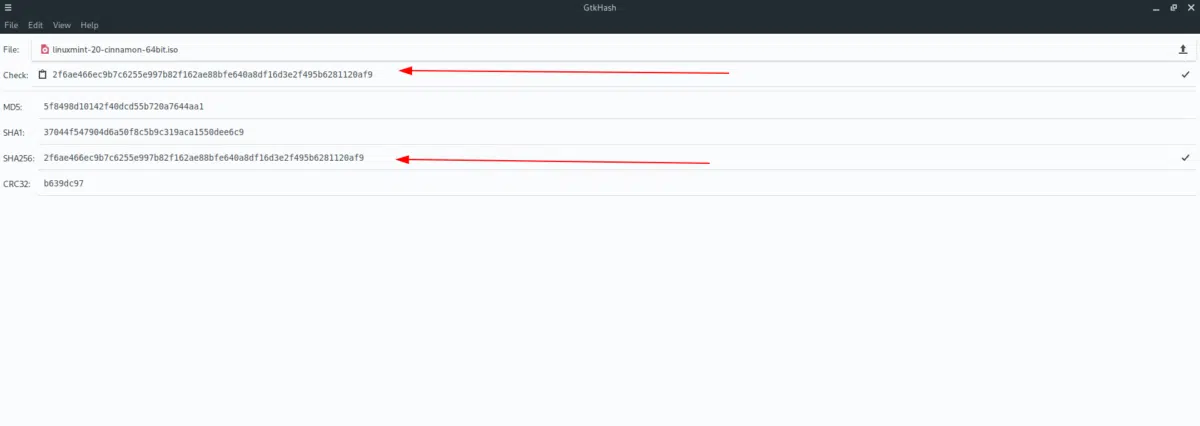 GtkHash
File Edit View Help
File: linuxmint-20-cinnamon-64bit.iso
Check: 2f6ae466ec9b7c6255e997b82f162ae88bfe640a8df16d3e2f495b6281120af9
MD5: 5f8498d10142f40dcd55b720a7644aa1
SHA1: 37044f547904d6a50f8c5b9c319aca1550dee6c9
SHA256: 2f6ae466ec9b7c6255e997b82f162ae88bfe640a8df16d3e2f495b6281120af9
CRC32: b639dc97